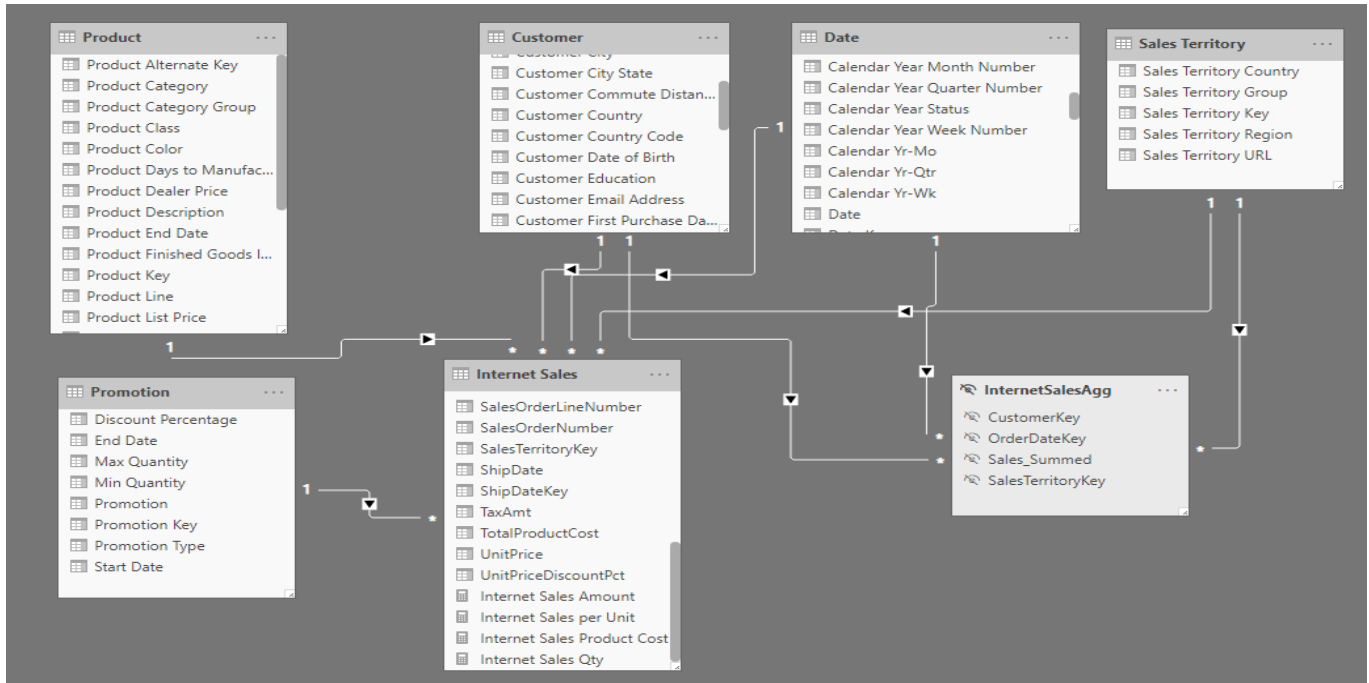 Product ...
Product Alternate Key
Product Category
Product Category Group
Product Class
Product Color
Product Days to Manufac...
Product Dealer Price
Product Description
Product End Date
Product Finished Goods I...
Product Key
Product Line
Product List Price
1
Customer ...
Customer City
Customer City State
Customer Commute Distan...
Customer Country
Customer Country Code
Customer Date of Birth
Customer Education
Customer Email Address
Customer First Purchase Da...
1 1
Date ...
Calendar Year Month Number
Calendar Year Quarter Number
Calendar Year Status
Calendar Year Week Number
Calendar Yr-Mo
Calendar Yr-Qtr
Calendar Yr-Wk
Date
1
1
Sales Territory ...
Sales Territory Country
Sales Territory Group
Sales Territory Key
Sales Territory Region
Sales Territory URL
1 1
Promotion ...
Discount Percentage
End Date
Max Quantity
Min Quantity
Promotion
Promotion Key
Promotion Type
Start Date
1
*
* * * *
Internet Sales ...
SalesOrderLineNumber
SalesOrderNumber
SalesTerritoryKey
ShipDate
ShipDateKey
TaxAmt
TotalProductCost
UnitPrice
UnitPriceDiscountPct
Internet Sales Amount
Internet Sales per Unit
Internet Sales Product Cost
Internet Sales Qty
*
*
InternetSalesAgg ...
CustomerKey
OrderDateKey
Sales_Summed
SalesTerritoryKey
*